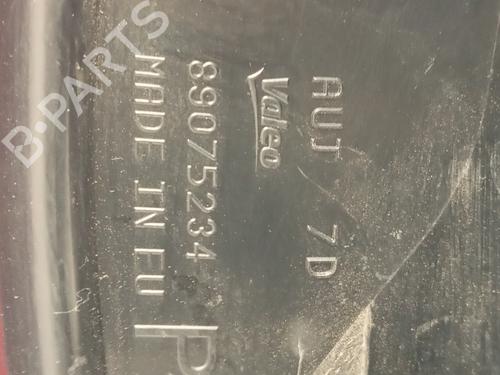 AUJ 7D
Valeo
89075234
MADE IN EU P
B-PARTS